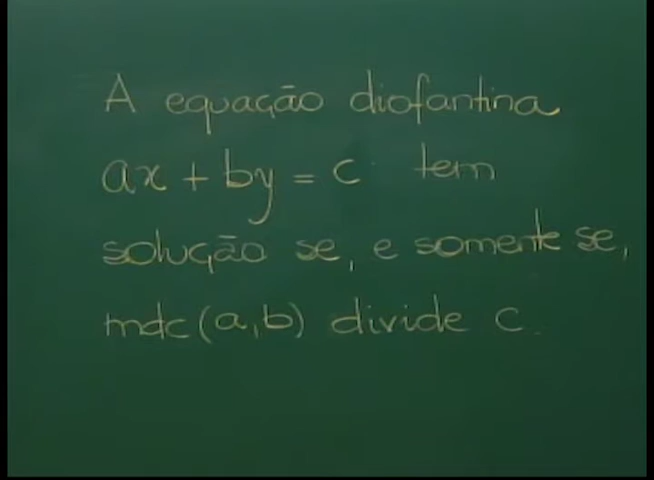 A equação diofantina
ax + by = c tem
solução se, e somente se,
mdc(a,b) divide c.